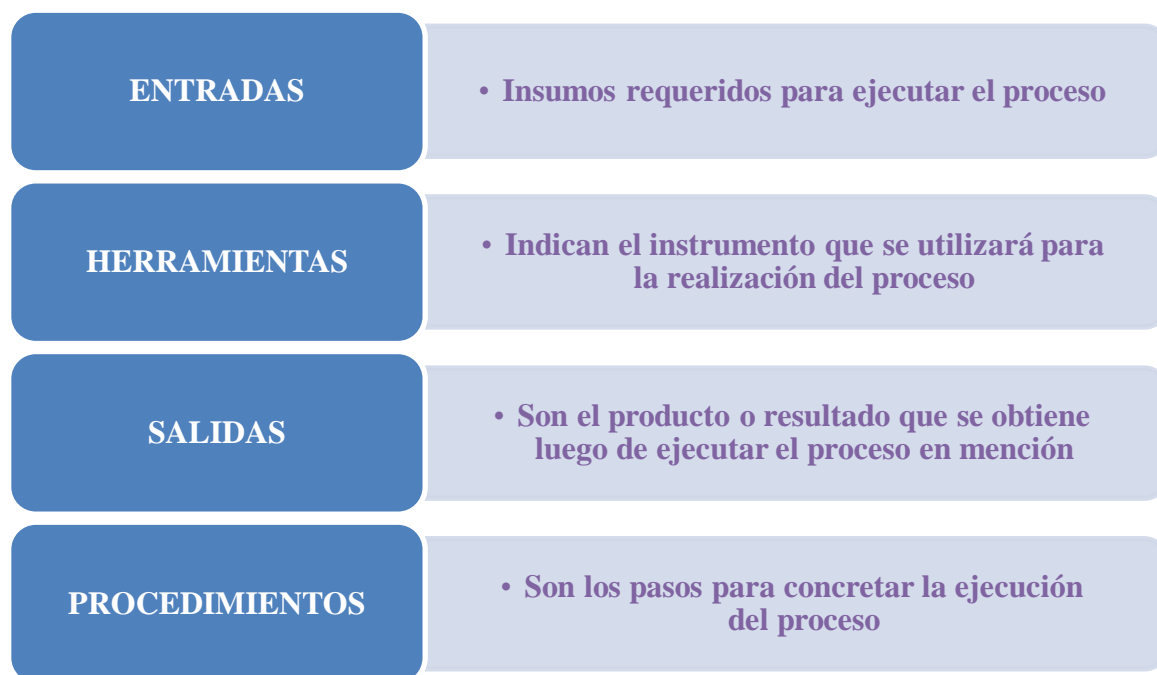 ENTRADAS
• Insumos requeridos para ejecutar el proceso
HERRAMIENTAS
• Indican el instrumento que se utilizará para
la realización del proceso
SALIDAS
• Son el producto o resultado que se obtiene
luego de ejecutar el proceso en mención
PROCEDIMIENTOS
• Son los pasos para concretar la ejecución
del proceso